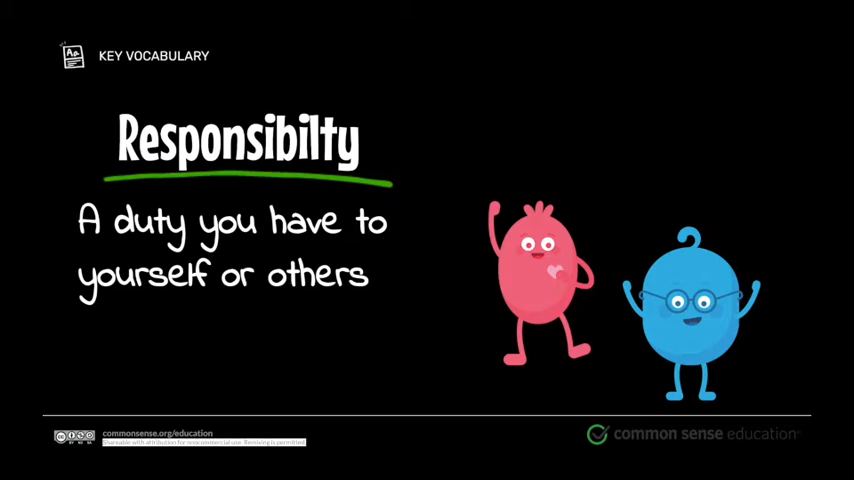 KEY VOCABULARY
Responsibilty
A duty you have to
yourself or others
commonsense.org/education
Shareable with attribution for noncommercial use. Remixing is permitted.
common sense education